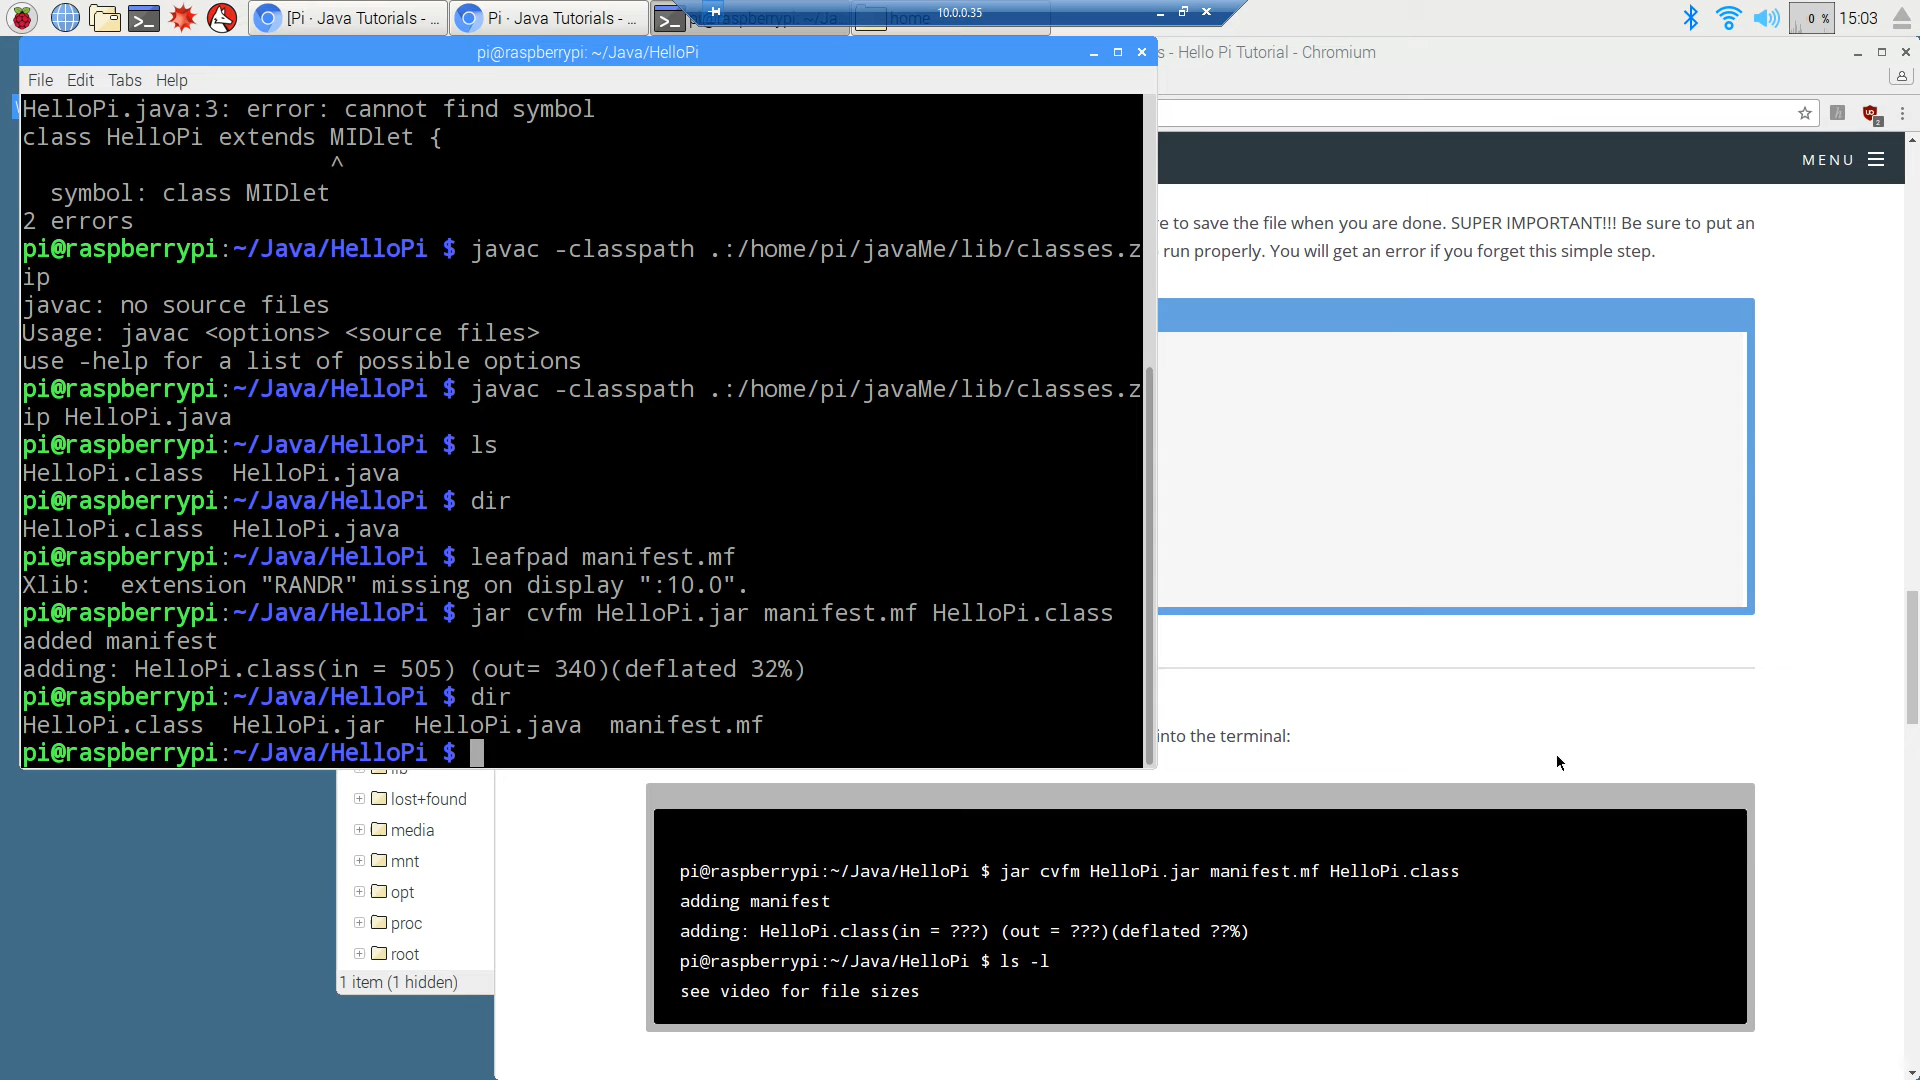 [Pi · Java Tutorials - ...
Pi · Java Tutorials - ...
pi@raspberrypi: ~/Ja...
home
10.0.0.35
0 %
15:03
pi@raspberrypi: ~/Java/HelloPi
s - Hello Pi Tutorial - Chromium
File Edit Tabs Help
HelloPi.java:3: error: cannot find symbol
class HelloPi extends MIDlet {
^
symbol: class MIDlet
2 errors
pi@raspberrypi:~/Java/HelloPi $ javac -classpath .:/home/pi/javaMe/lib/classes.z
ip
javac: no source files
Usage: javac <options> <source files>
use -help for a list of possible options
pi@raspberrypi:~/Java/HelloPi $ javac -classpath .:/home/pi/javaMe/lib/classes.z
ip HelloPi.java
pi@raspberrypi:~/Java/HelloPi $ ls
HelloPi.class  HelloPi.java
pi@raspberrypi:~/Java/HelloPi $ dir
HelloPi.class  HelloPi.java
pi@raspberrypi:~/Java/HelloPi $ leafpad manifest.mf
Xlib:  extension "RANDR" missing on display ":10.0".
pi@raspberrypi:~/Java/HelloPi $ jar cvfm HelloPi.jar manifest.mf HelloPi.class
added manifest
adding: HelloPi.class(in = 505) (out= 340)(deflated 32%)
pi@raspberrypi:~/Java/HelloPi $ dir
HelloPi.class  HelloPi.jar  HelloPi.java  manifest.mf
pi@raspberrypi:~/Java/HelloPi $
MENU
re to save the file when you are done. SUPER IMPORTANT!!! Be sure to put an
run properly. You will get an error if you forget this simple step.
into the terminal:
lib
lost+found
media
mnt
opt
proc
root
1 item (1 hidden)
pi@raspberrypi:~/Java/HelloPi $ jar cvfm HelloPi.jar manifest.mf HelloPi.class
adding manifest
adding: HelloPi.class(in = ???) (out = ???)(deflated ??%)
pi@raspberrypi:~/Java/HelloPi $ ls -l
see video for file sizes